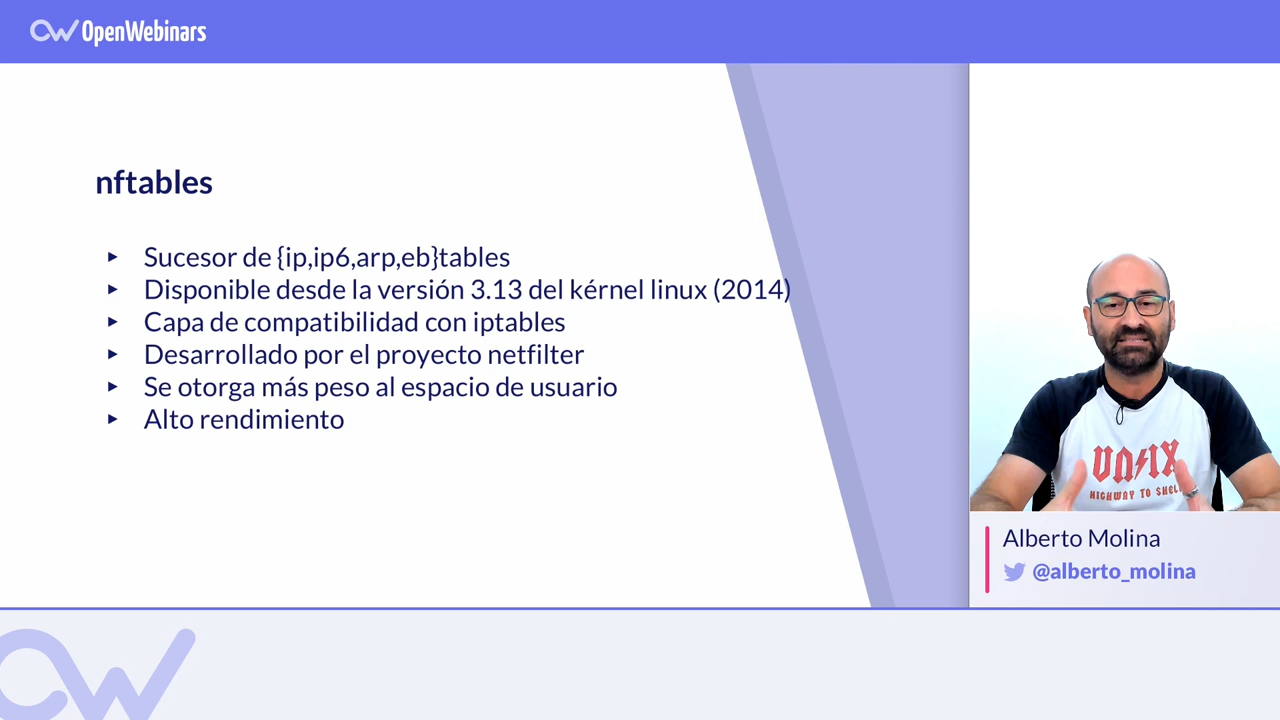 OpenWebinars
nftables
Sucesor de {ip,ip6,arp,eb}tables
Disponible desde la versión 3.13 del kérnel linux (2014)
Capa de compatibilidad con iptables
Desarrollado por el proyecto netfilter
Se otorga más peso al espacio de usuario
Alto rendimiento
UN⚡IX
HIGHWAY TO SHELL
Alberto Molina
@alberto_molina